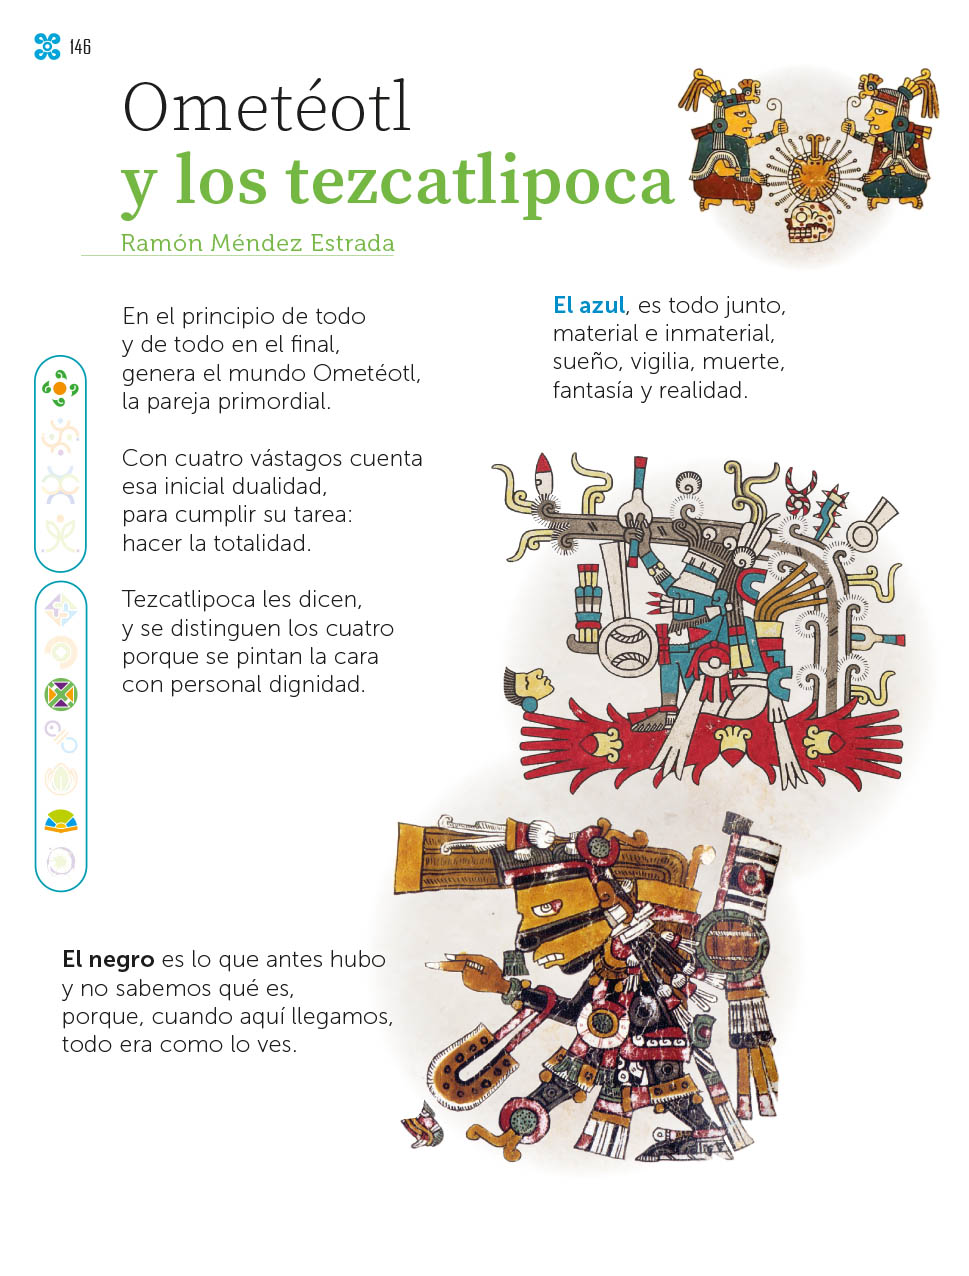 146
Ometéotl
y los tezcatlipoca
Ramón Méndez Estrada
En el principio de todo
y de todo en el final,
genera el mundo Ometéotl,
la pareja primordial.
Con cuatro vástagos cuenta
esa inicial dualidad,
para cumplir su tarea:
hacer la totalidad.
Tezcatlipoca les dicen,
y se distinguen los cuatro
porque se pintan la cara
con personal dignidad.
El azul, es todo junto,
material e inmaterial,
sueño, vigilia, muerte,
fantasía y realidad.
El negro es lo que antes hubo
y no sabemos qué es,
porque, cuando aquí llegamos,
todo era como lo ves.